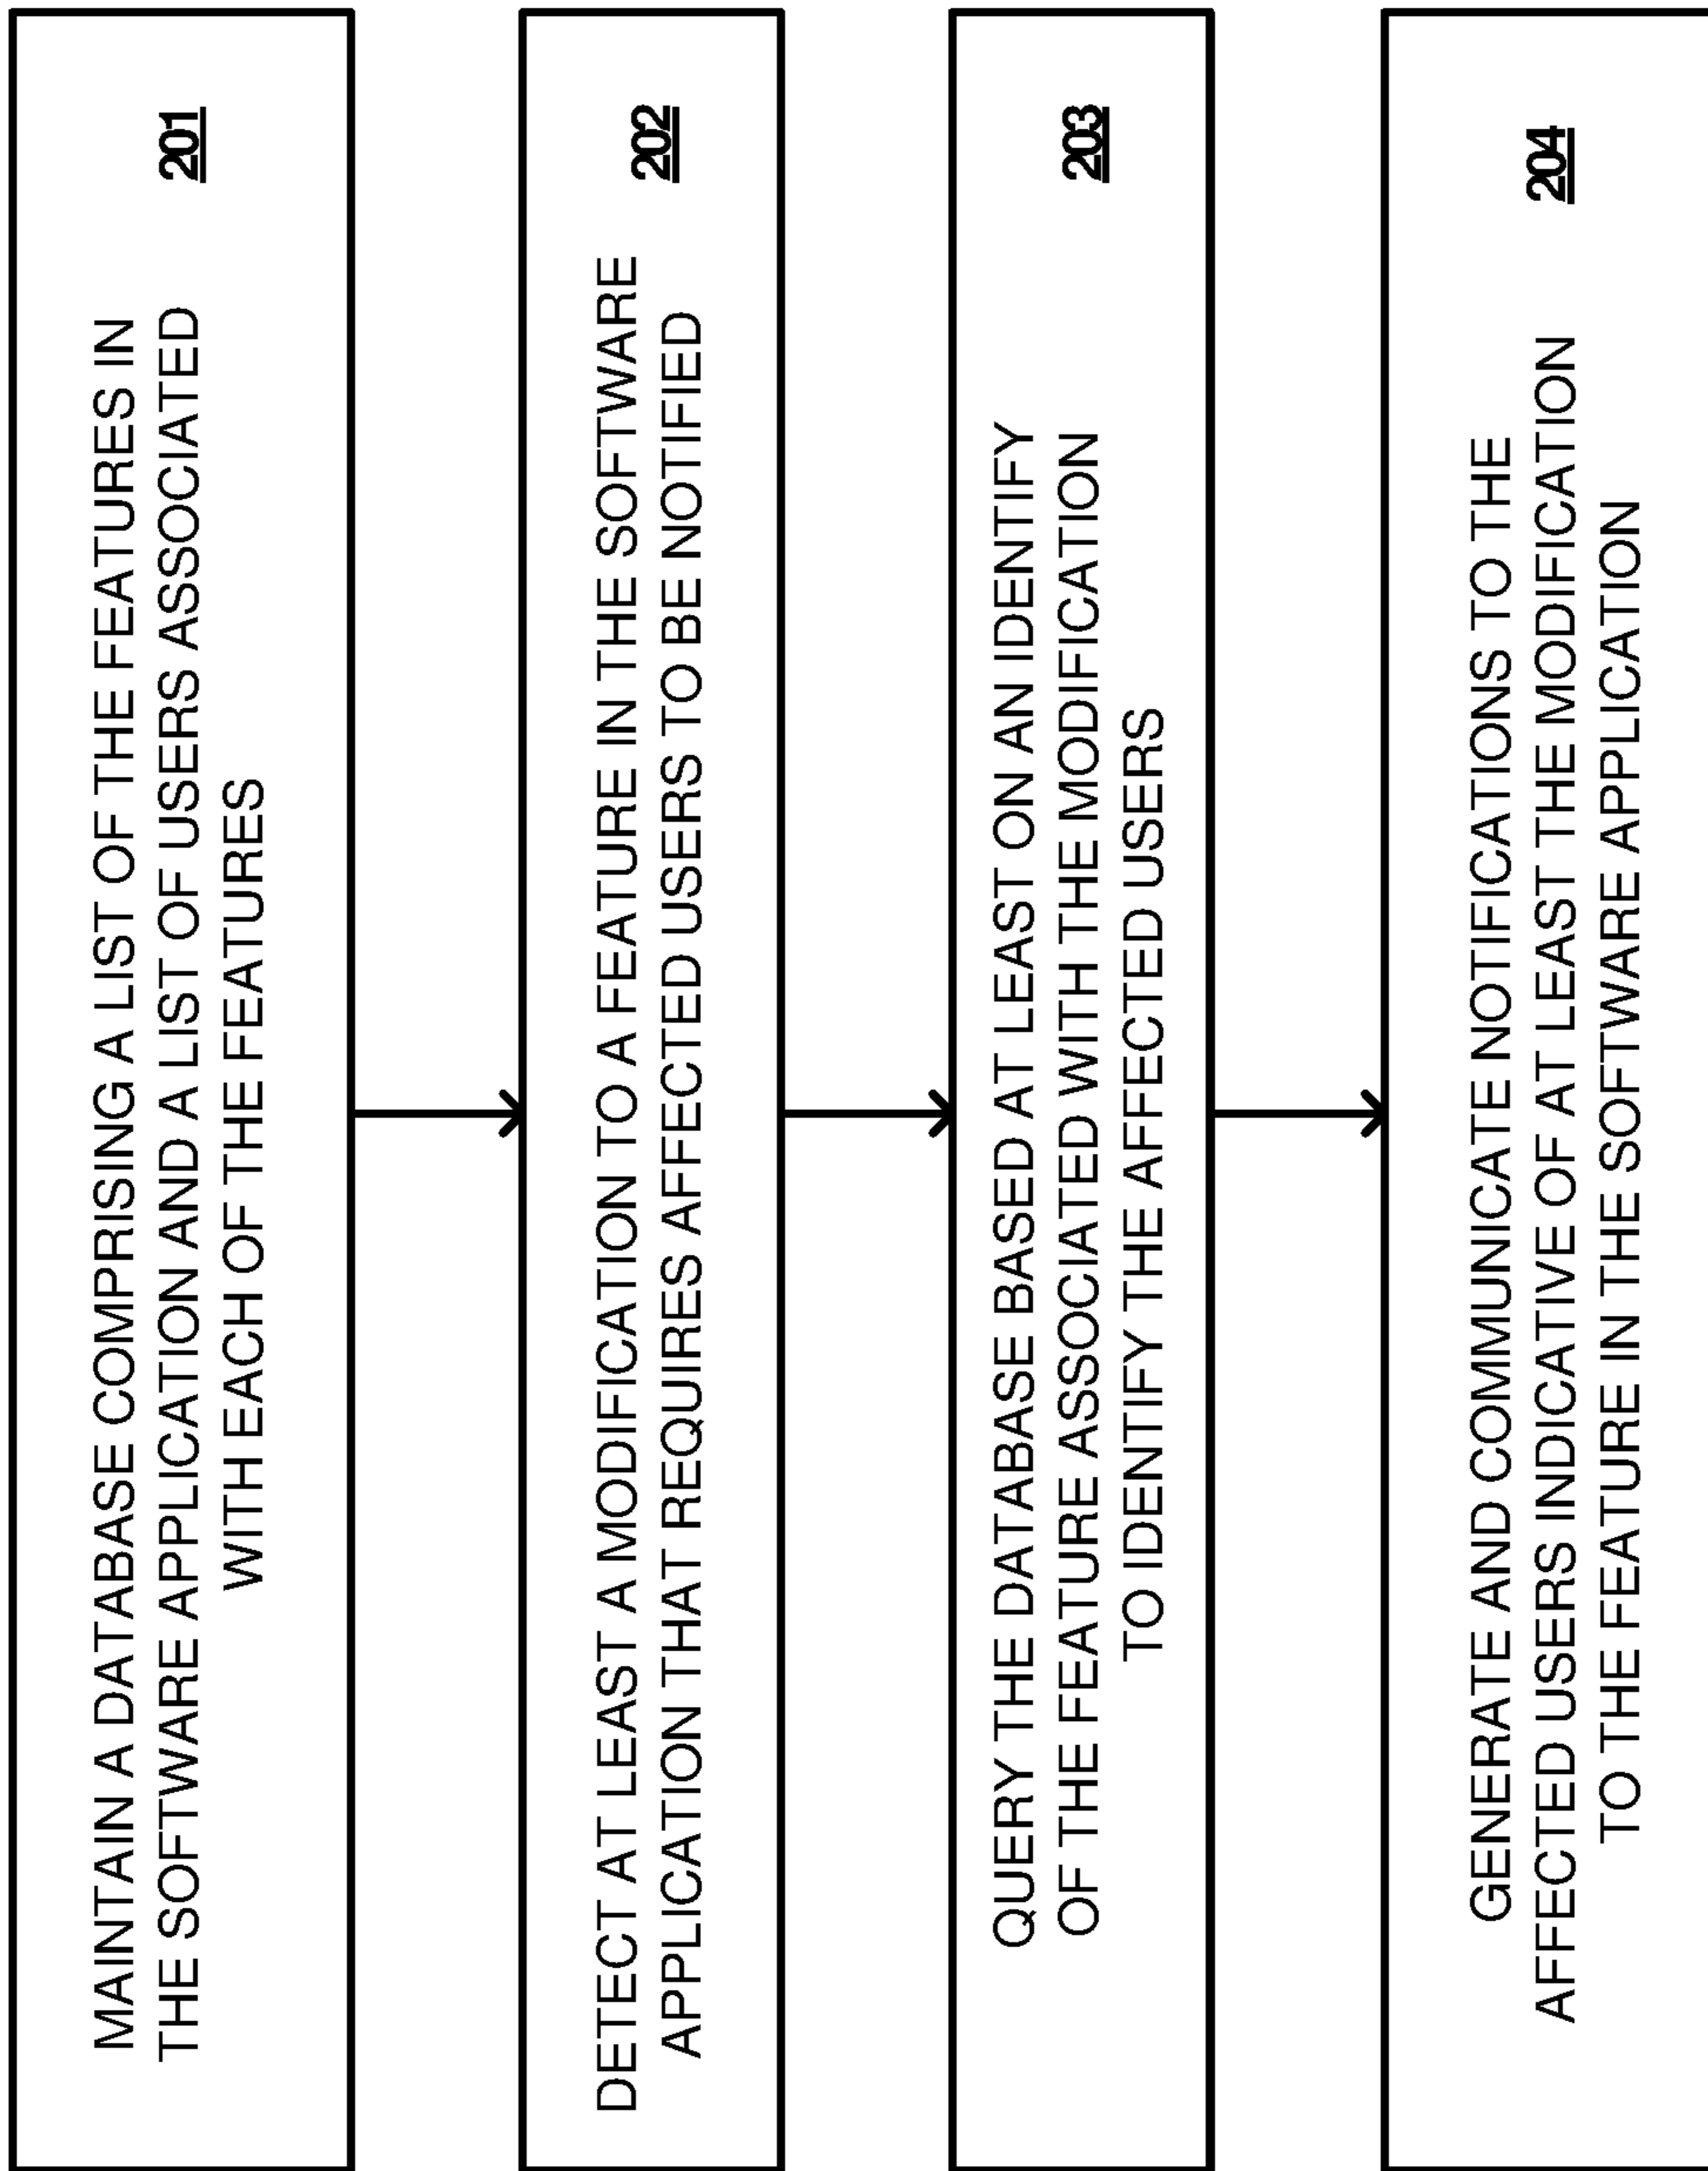 MAINTAIN A DATABASE COMPRISING A LIST OF THE FEATURES IN
THE SOFTWARE APPLICATION AND A LIST OF USERS ASSOCIATED
WITH EACH OF THE FEATURES
201
DETECT AT LEAST A MODIFICATION TO A FEATURE IN THE SOFTWARE
APPLICATION THAT REQUIRES AFFECTED USERS TO BE NOTIFIED
202
QUERY THE DATABASE BASED AT LEAST ON AN IDENTIFY
OF THE FEATURE ASSOCIATED WITH THE MODIFICATION
TO IDENTIFY THE AFFECTED USERS
203
GENERATE AND COMMUNICATE NOTIFICATIONS TO THE
AFFECTED USERS INDICATIVE OF AT LEAST THE MODIFICATION
TO THE FEATURE IN THE SOFTWARE APPLICATION
204